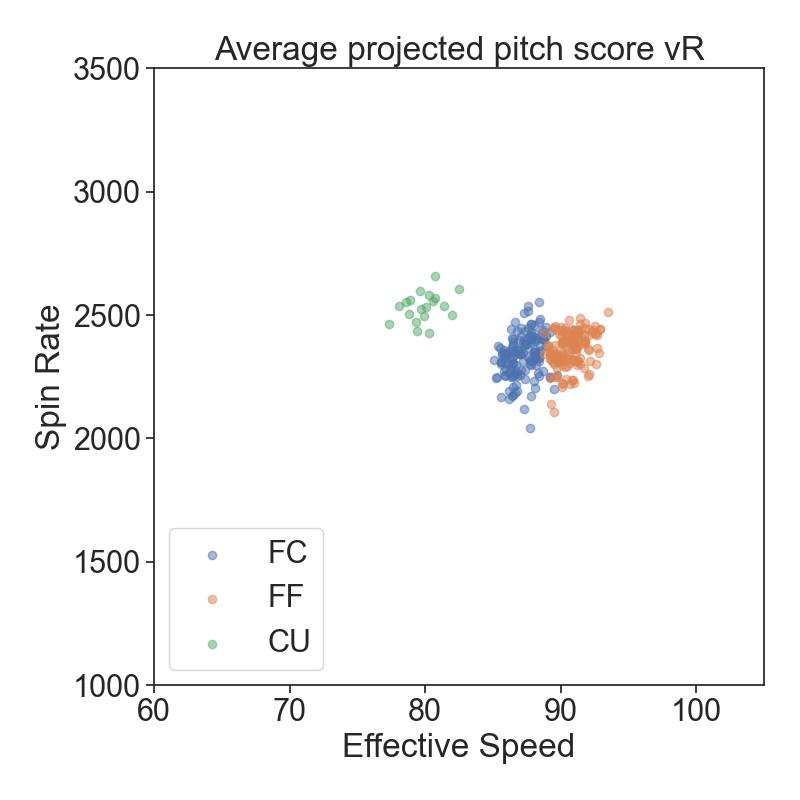 Average projected pitch score vR
3500
3000
2500
2000
1500
1000
Spin Rate
FC
FF
CU
60 70 80 90 100
Effective Speed